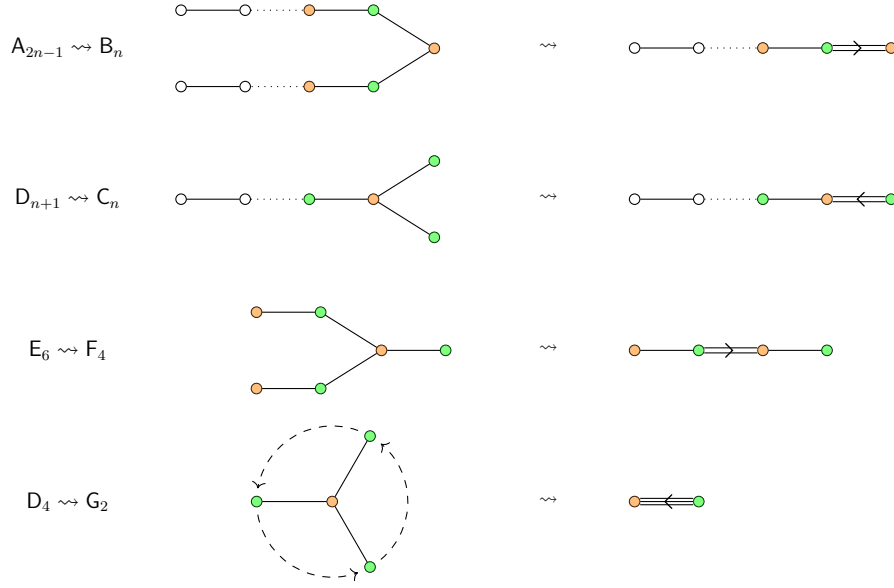 A_{2n−1} ⇝ B_n ⇝
D_{n+1} ⇝ C_n ⇝
E_6 ⇝ F_4 ⇝
D_4 ⇝ G_2 ⇝